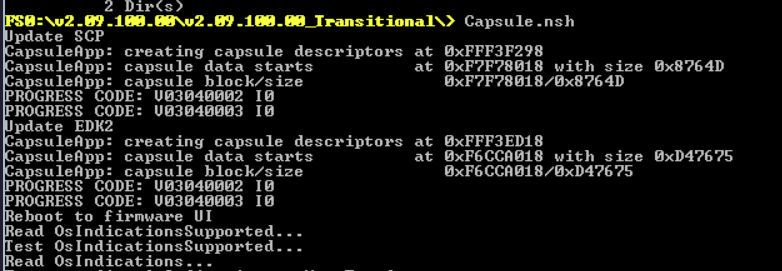 2 Dir(s)
FS0:\v2.09.100.00\v2.09.100.00_Transitional\> Capsule.nsh
Update SCP
CapsuleApp: creating capsule descriptors at 0xFFF3F298
CapsuleApp: capsule data starts at 0xF7F78018 with size 0x8764D
CapsuleApp: capsule block/size 0xF7F78018/0x8764D
PROGRESS CODE: V03040002 I0
PROGRESS CODE: V03040003 I0
Update EDK2
CapsuleApp: creating capsule descriptors at 0xFFF3ED18
CapsuleApp: capsule data starts at 0xF6CCA018 with size 0xD47675
CapsuleApp: capsule block/size 0xF6CCA018/0xD47675
PROGRESS CODE: V03040002 I0
PROGRESS CODE: V03040003 I0
Reboot to firmware UI
Read OsIndicationsSupported...
Test OsIndicationsSupported...
Read OsIndications...